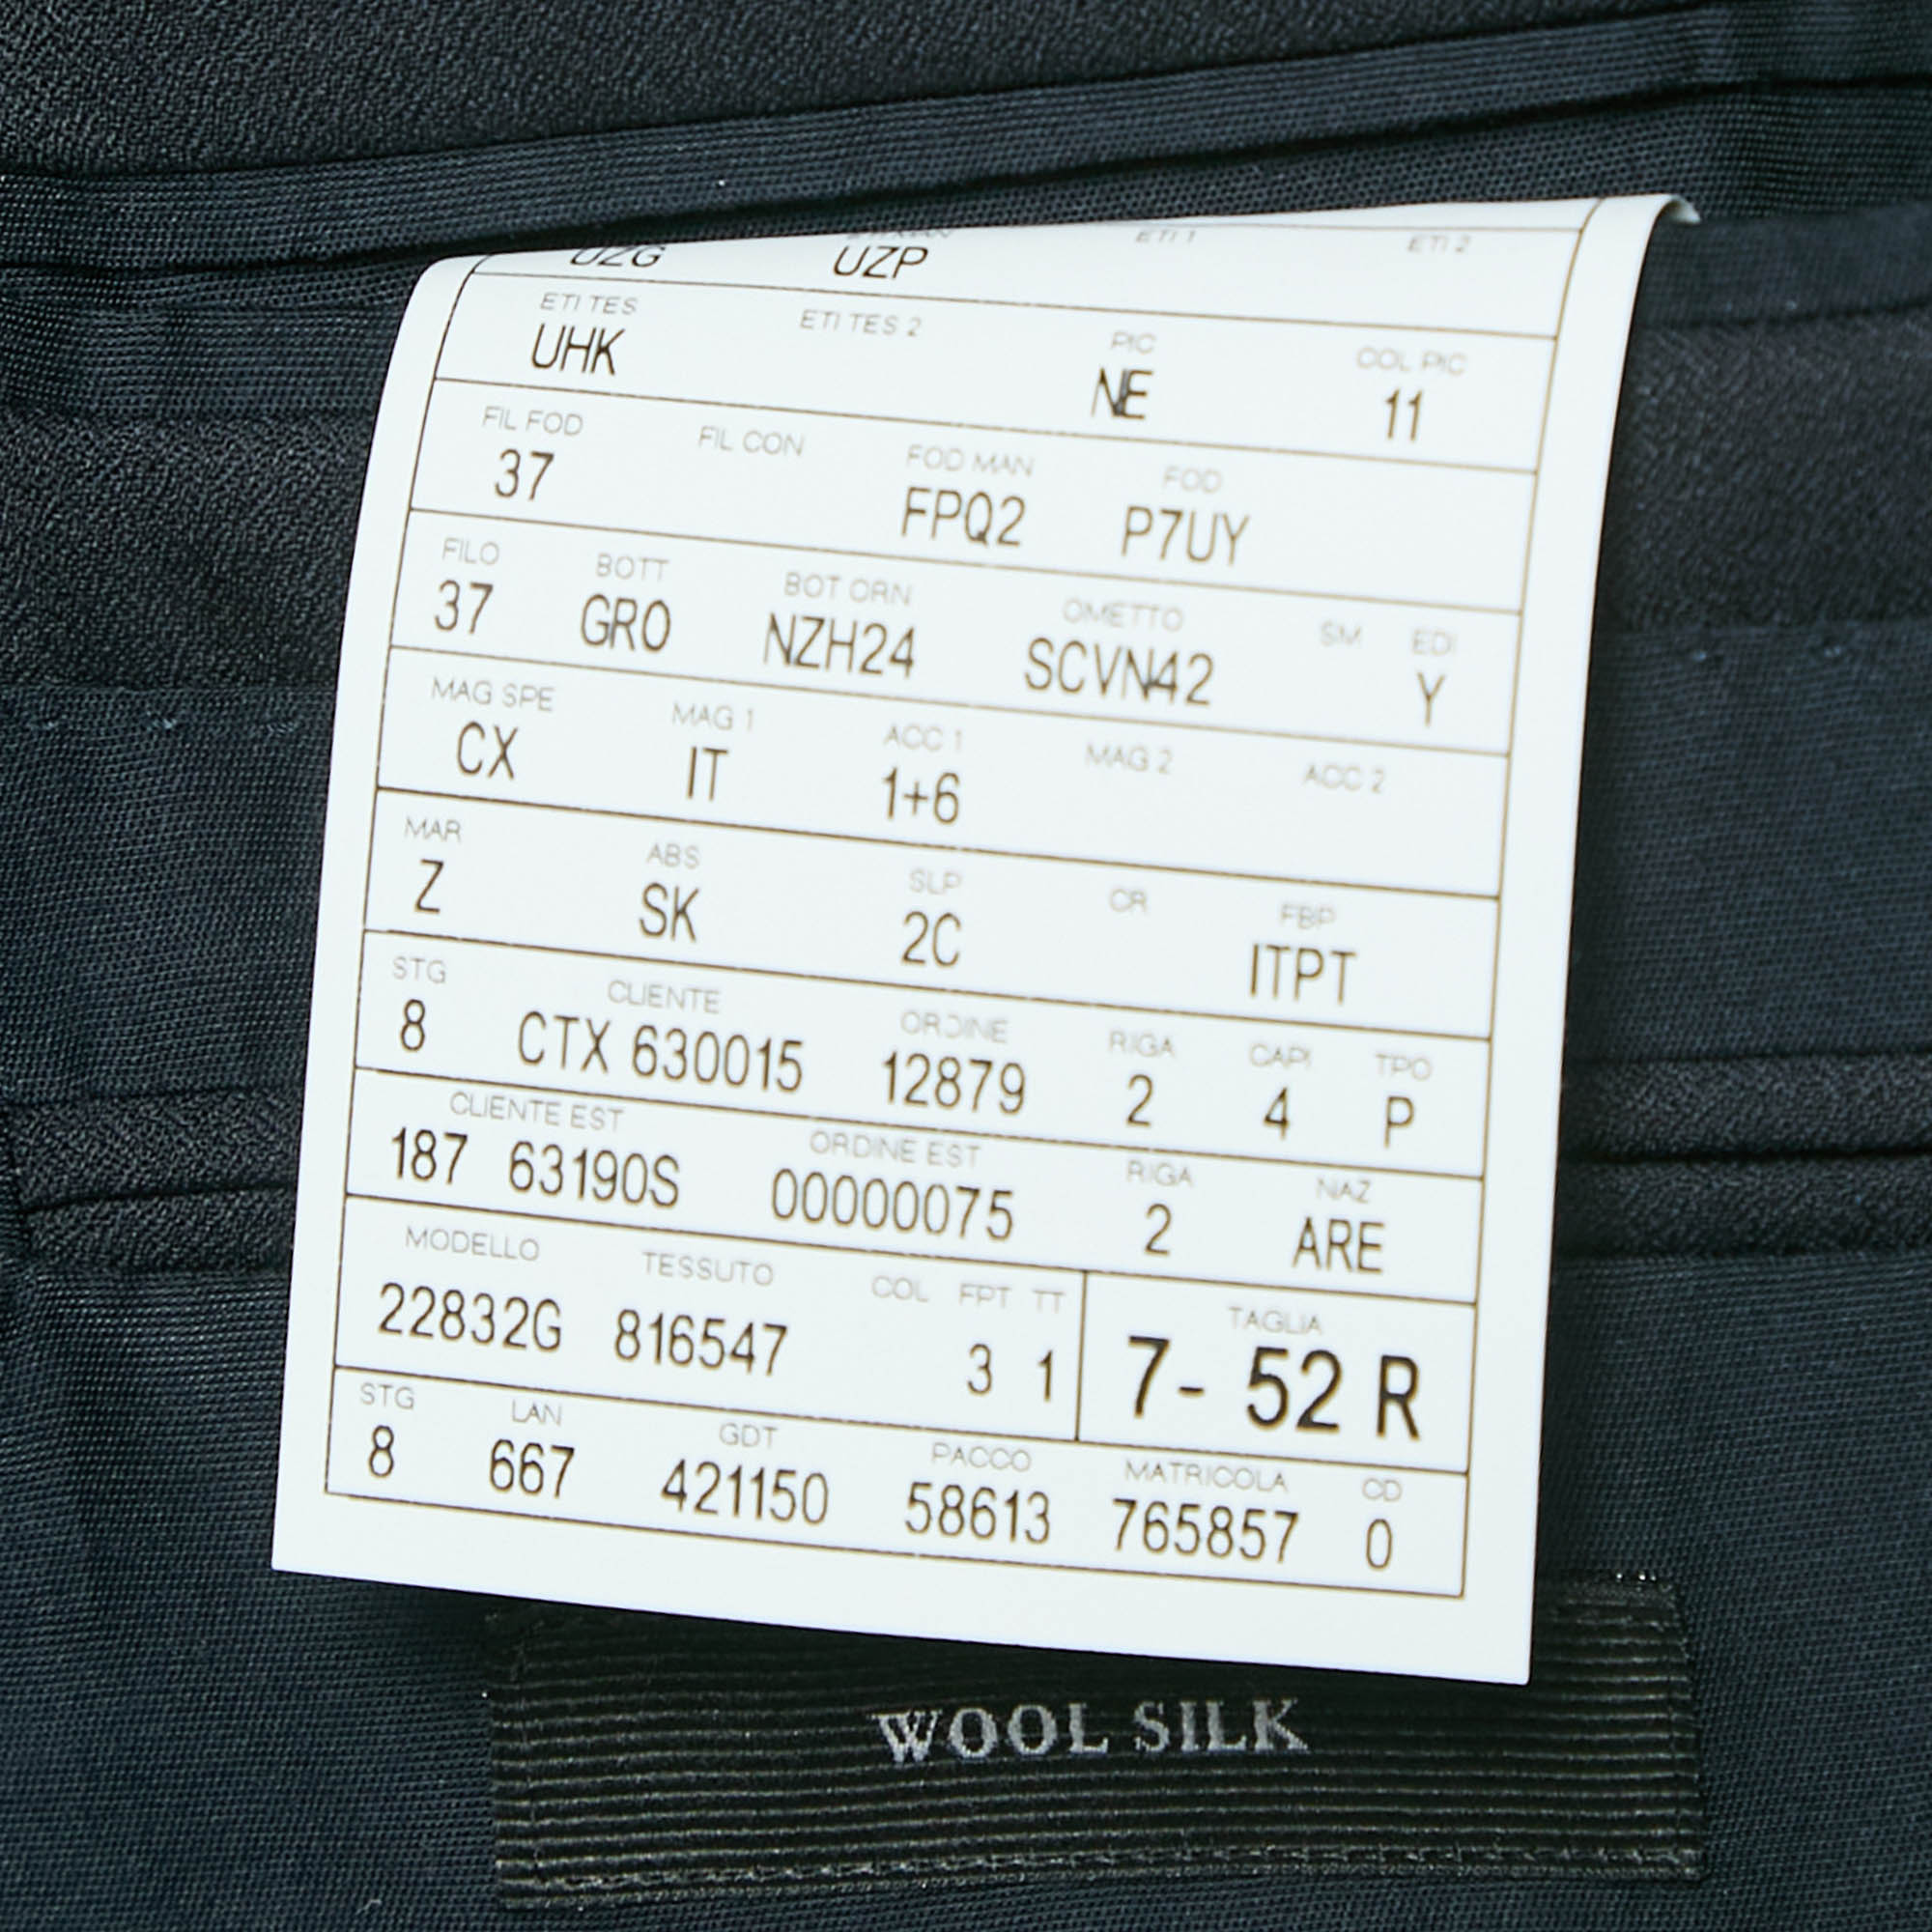 ETI 1 ETI 2
UZG UZP
ETI TES ETI TES 2 PIC COL PIC
UHK NE 11
FIL FOD FIL CON FOD MAN FOD
37 FPQ2 P7UY
FILO BOTT BOT ORN OMETTO SM EDI
37 GRO NZH24 SCVN42 Y
MAG SPE MAG 1 ACC 1 MAG 2 ACC 2
CX IT 1+6
MAR ABS SLP CR FBP
Z SK 2C ITPT
STG CLIENTE ORDINE RIGA CAPI TPO
8 CTX 630015 12879 2 4 P
CLIENTE EST ORDINE EST RIGA NAZ
187 63190S 00000075 2 ARE
MODELLO TESSUTO COL FPT TT TAGLIA
22832G 816547 3 1 7- 52 R
STG LAN GDT PACCO MATRICOLA CD
8 667 421150 58613 765857 0
WOOL SILK